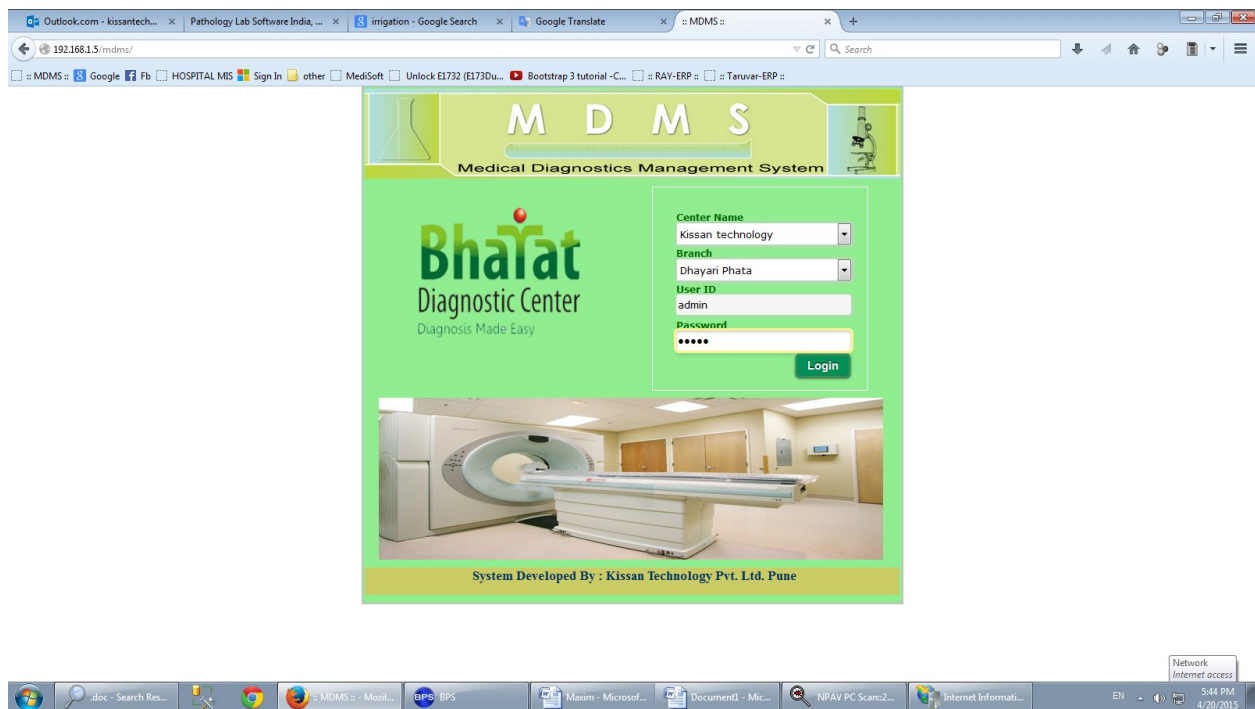 Outlook.com - kissantech...
Pathology Lab Software India, ...
irrigation - Google Search
Google Translate
:: MDMS ::
192.168.1.5/mdms/
Search
:: MDMS :: Google Fb HOSPITAL MIS Sign In other MediSoft Unlock E1732 (E173Du... Bootstrap 3 tutorial -C... :: RAY-ERP :: :: Taruvar-ERP ::
M D M S
Medical Diagnostics Management System
Bharat
Diagnostic Center
Diagnosis Made Easy
Center Name
Kissan technology
Branch
Dhayari Phata
User ID
admin
Password
Login
System Developed By : Kissan Technology Pvt. Ltd. Pune
Network
Internet access
.doc - Search Res...
:: MDMS :: - Mozil...
BPS BPS
Maxim - Microsof...
Document1 - Mic...
NPAV PC Scan::2...
Internet Informati...
EN
5:44 PM
4/20/2015